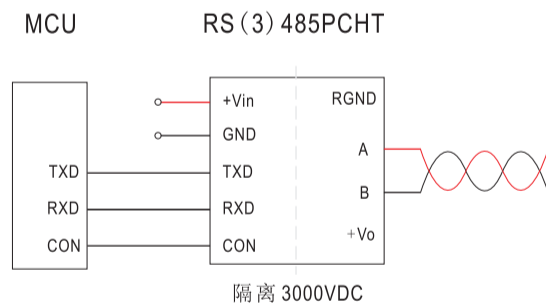 MCU
RS(3)485PCHT
+Vin
RGND
GND
A
TXD
TXD
B
RXD
RXD
+Vo
CON
CON
隔离 3000VDC